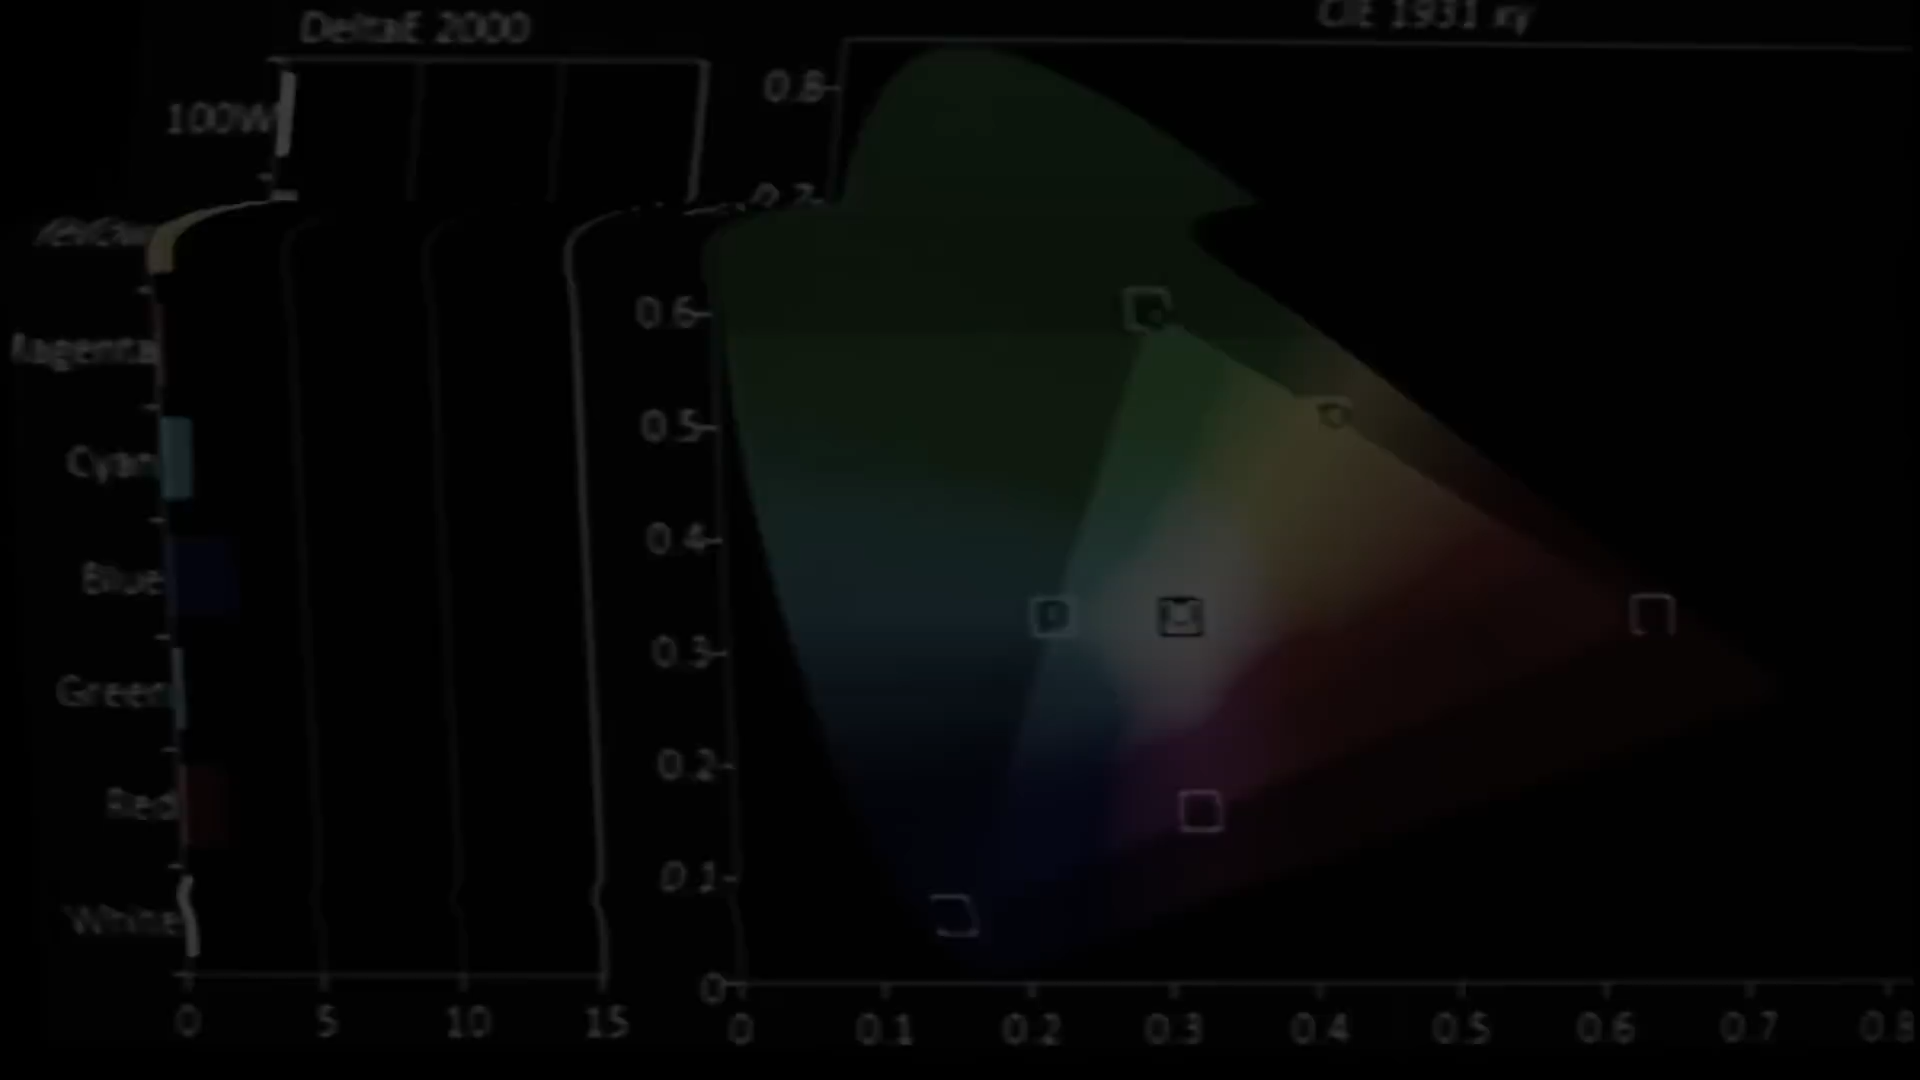 DeltaE 2000
CIE 1931 xy
100W
Cyan
Blue
Green
Red
White
0 5 10 15
0.8
0.7
0.6
0.5
0.4
0.3
0.2
0.1
0
0 0.1 0.2 0.3 0.4 0.5 0.6 0.7 0.8